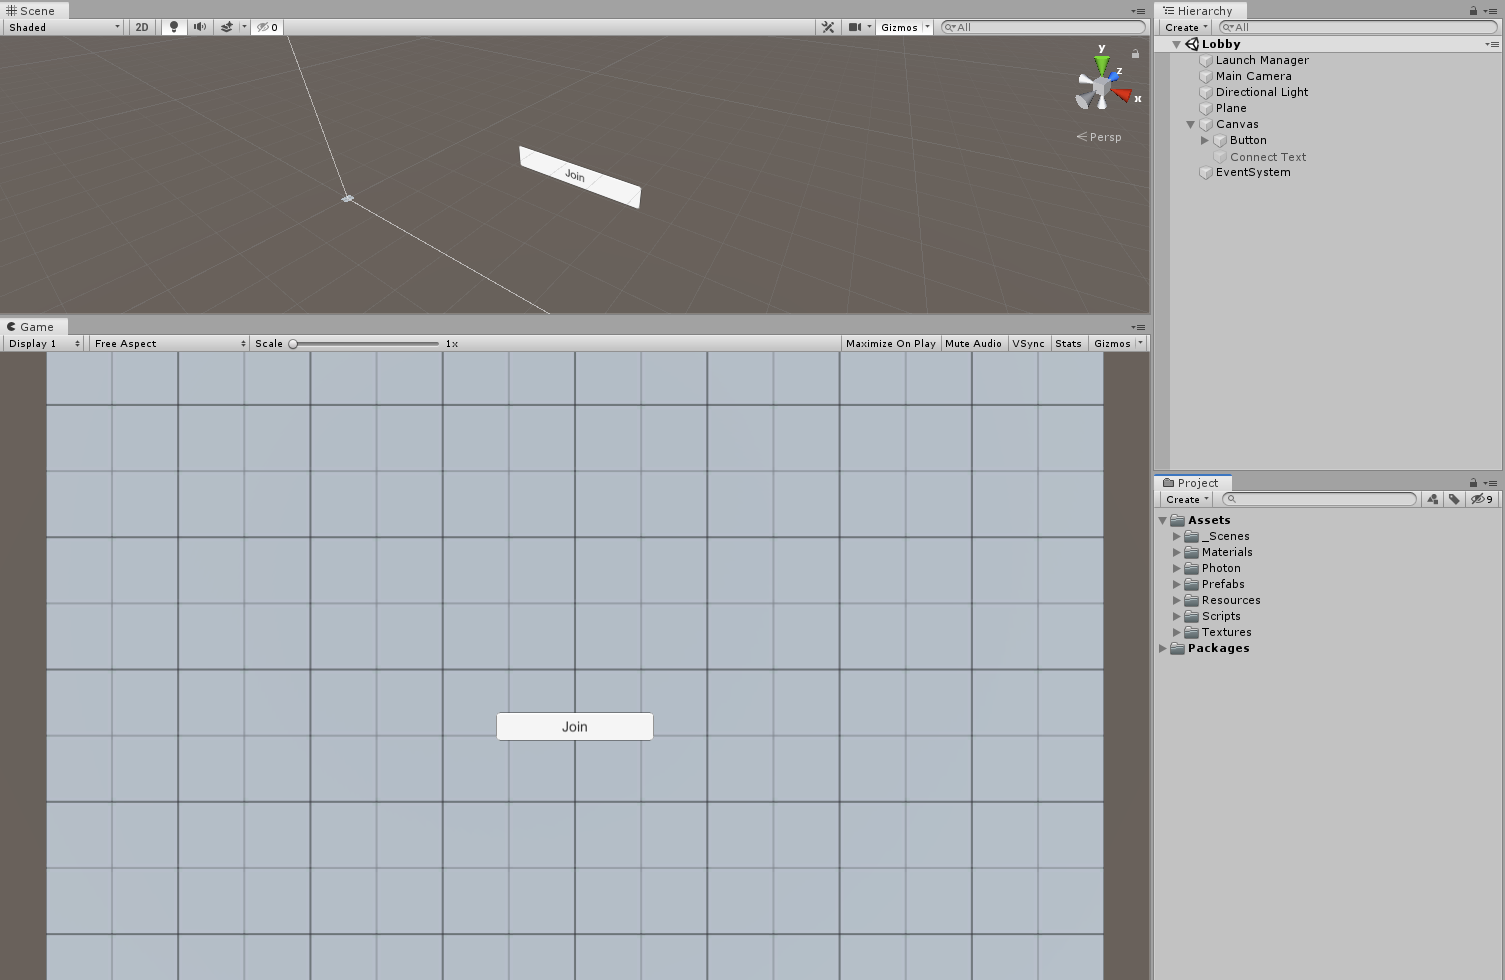 Scene
Shaded 2D 0 Gizmos All
y
z
x
Persp
Join
Game
Display 1 Free Aspect Scale 1x Maximize On Play Mute Audio VSync Stats Gizmos
Join
Hierarchy
Create All
Lobby
Launch Manager
Main Camera
Directional Light
Plane
Canvas
Button
Connect Text
EventSystem
Project
Create 9
Assets
_Scenes
Materials
Photon
Prefabs
Resources
Scripts
Textures
Packages